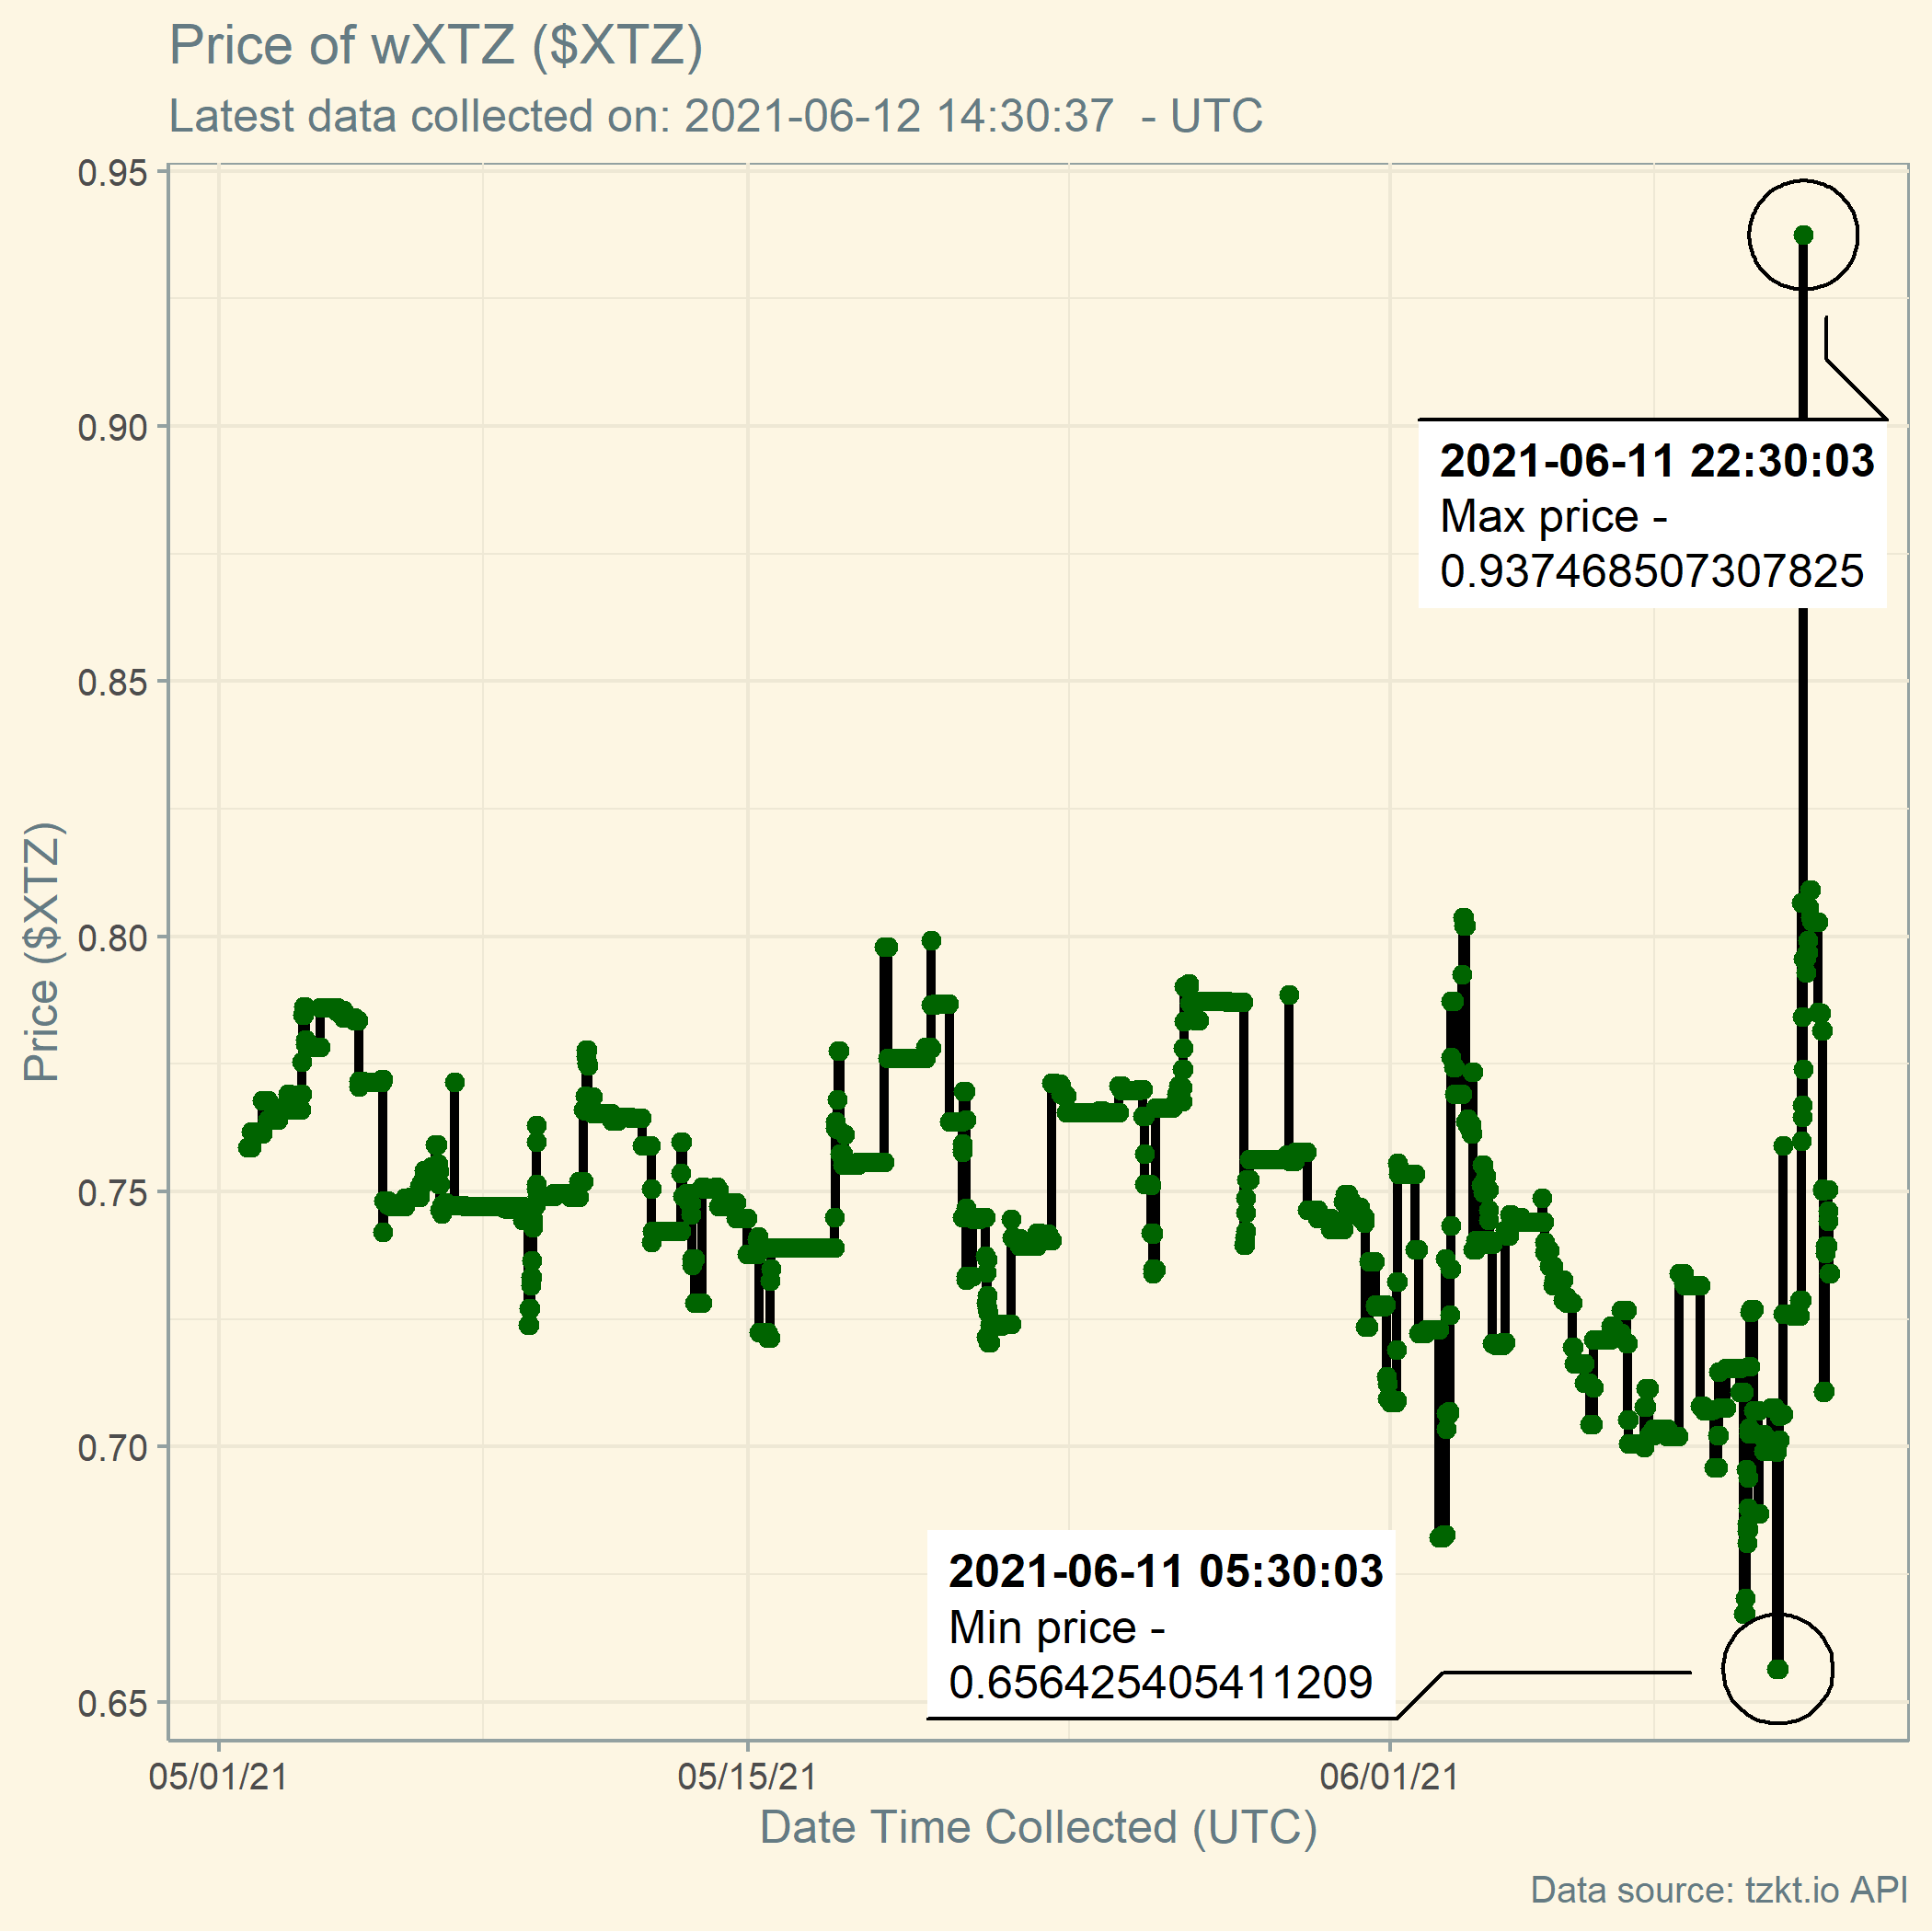 Price of wXTZ ($XTZ)
Latest data collected on: 2021-06-12 14:30:37  - UTC
0.95
0.90
0.85
0.80
0.75
0.70
0.65
Price ($XTZ)
2021-06-11 22:30:03
Max price -
0.937468507307825
2021-06-11 05:30:03
Min price -
0.656425405411209
05/01/21
05/15/21
06/01/21
Date Time Collected (UTC)
Data source: tzkt.io API